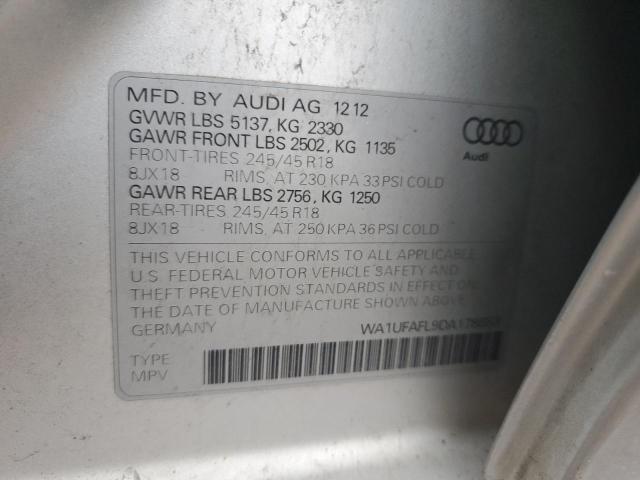 MFD. BY AUDI AG 12 12
GVWR LBS 5137, KG 2330
GAWR FRONT LBS 2502, KG 1135
FRONT-TIRES 245/45 R18
8JX18 RIMS, AT 230 KPA 33 PSI COLD
GAWR REAR LBS 2756, KG 1250
REAR-TIRES 245/45 R18
8JX18 RIMS, AT 250 KPA 36 PSI COLD
Audi
THIS VEHICLE CONFORMS TO ALL APPLICABLE
U.S. FEDERAL MOTOR VEHICLE SAFETY AND
THEFT PREVENTION STANDARDS IN EFFECT ON
THE DATE OF MANUFACTURE SHOWN ABOVE.
GERMANY
TYPE
MPV